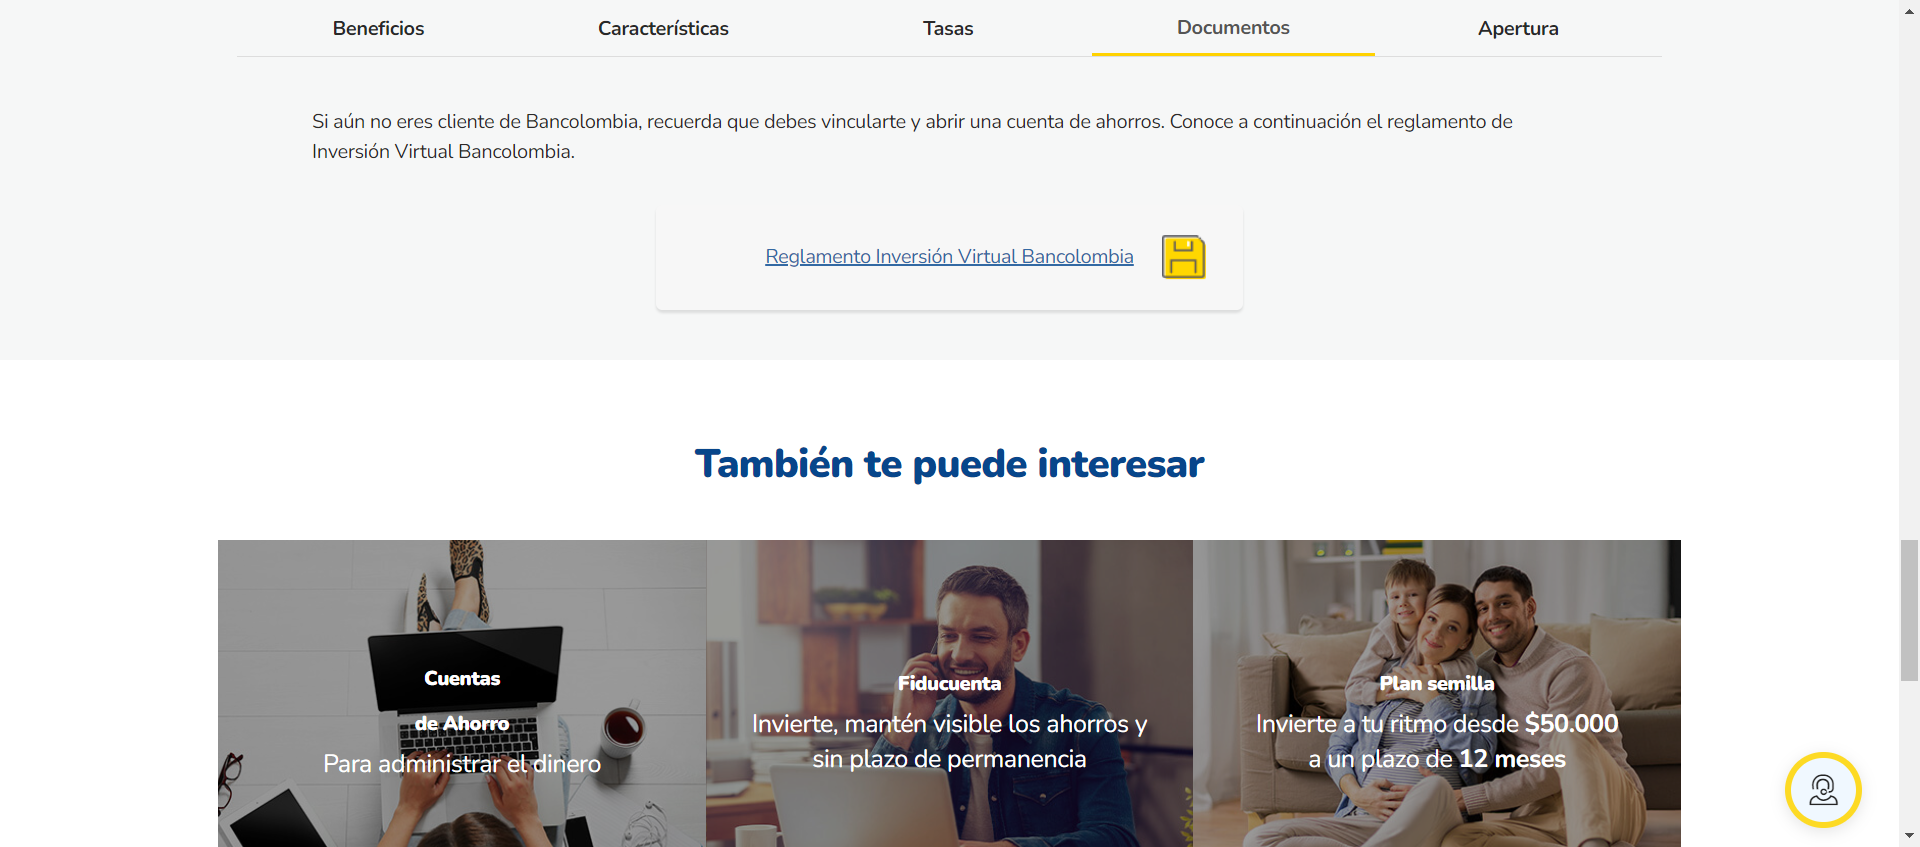 Beneficios
Características
Tasas
Documentos
Apertura
Si aún no eres cliente de Bancolombia, recuerda que debes vincularte y abrir una cuenta de ahorros. Conoce a continuación el reglamento de
Inversión Virtual Bancolombia.
Reglamento Inversión Virtual Bancolombia
También te puede interesar
Cuentas
de Ahorro
Para administrar el dinero
Fiducuenta
Invierte, mantén visible los ahorros y
sin plazo de permanencia
Plan semilla
Invierte a tu ritmo desde $50.000
a un plazo de 12 meses